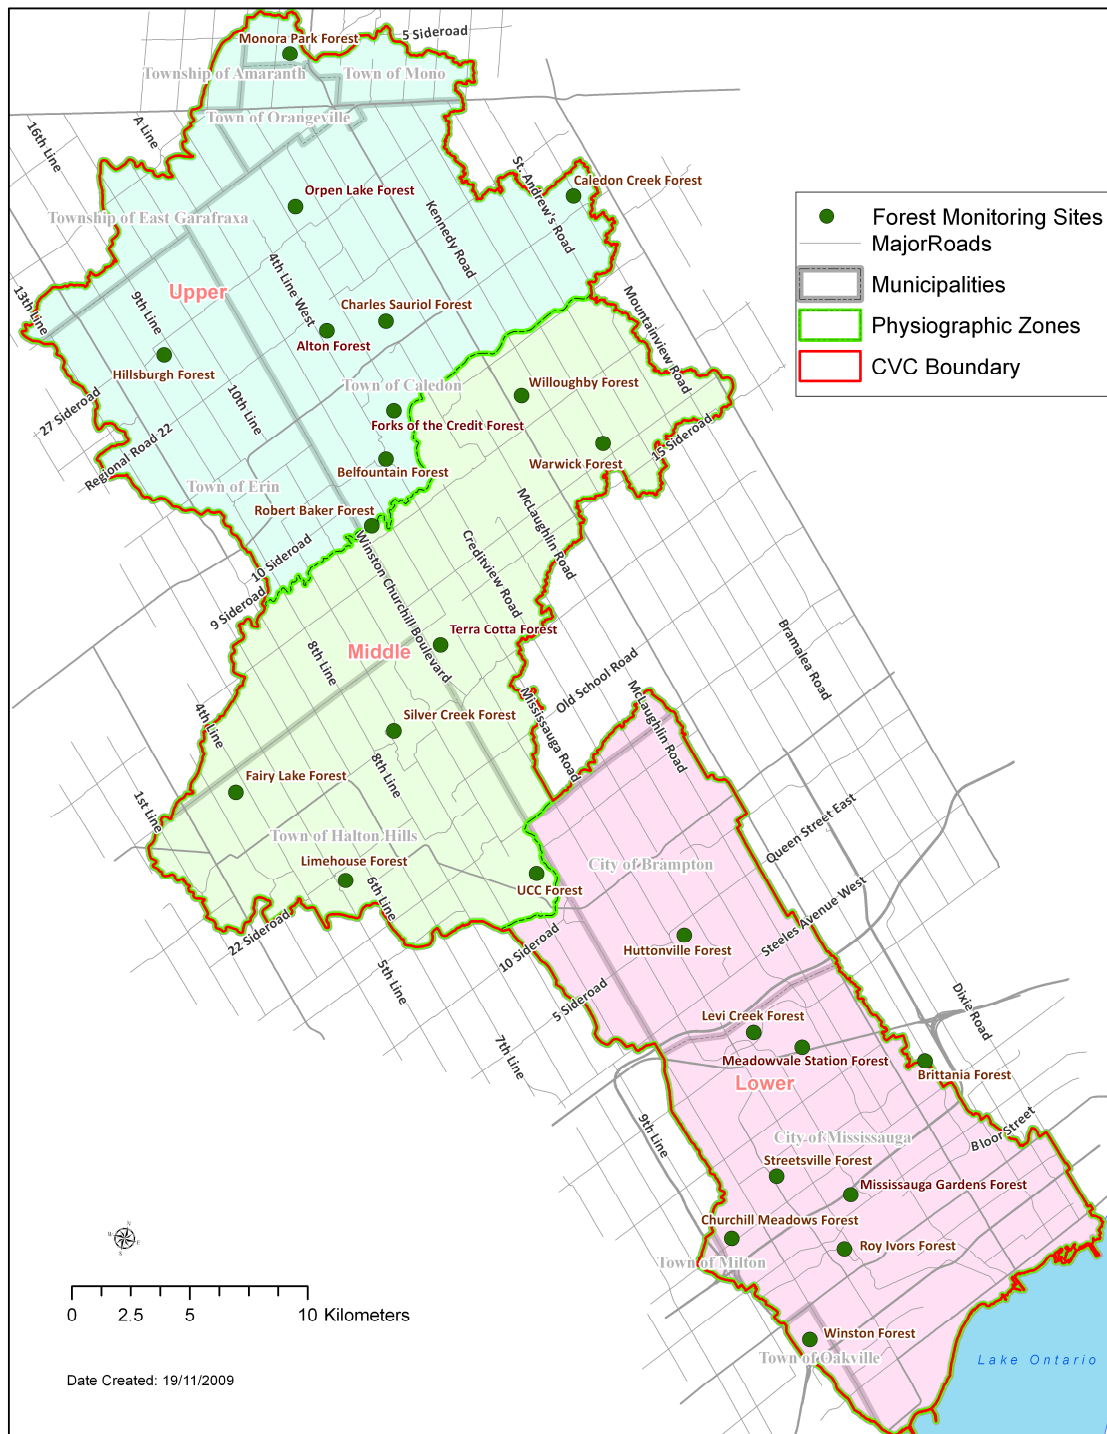 5 Sideroad
Monora Park Forest
Township of Amaranth
Town of Mono
Town of Orangeville
16th Line
A Line
St. Andrew's Road
Caledon Creek Forest
Orpen Lake Forest
Township of East Garafraxa
Kennedy Road
4th Line West
Upper
13th Line
9th Line
Charles Sauriol Forest
Alton Forest
Mountainview Road
Hillsburgh Forest
Town of Caledon
Willoughby Forest
27 Sideroad
10th Line
Forks of the Credit Forest
Regional Road 22
15 Sideroad
Belfountain Forest
Warwick Forest
Town of Erin
Robert Baker Forest
McLaughlin Road
10 Sideroad
Creditview Road
Winston Churchill Boulevard
9 Sideroad
Terra Cotta Forest
Middle
8th Line
Bramalea Road
Old School Road
4th Line
Silver Creek Forest
Mississauga Road
McLaughlin Road
8th Line
Fairy Lake Forest
1st Line
Town of Halton Hills
Queen Street East
Limehouse Forest
City of Brampton
UCC Forest
6th Line
22 Sideroad
Steeles Avenue West
10 Sideroad
Huttonville Forest
5th Line
5 Sideroad
Dixie Road
Levi Creek Forest
7th Line
Meadowvale Station Forest
Brittania Forest
Lower
9th Line
Bloor Street
City of Mississauga
Streetsville Forest
Mississauga Gardens Forest
Churchill Meadows Forest
Roy Ivors Forest
Town of Milton
Winston Forest
Town of Oakville
Lake Ontario
Forest Monitoring Sites
MajorRoads
Municipalities
Physiographic Zones
CVC Boundary
N
W
E
S
0 2.5 5 10 Kilometers
Date Created: 19/11/2009